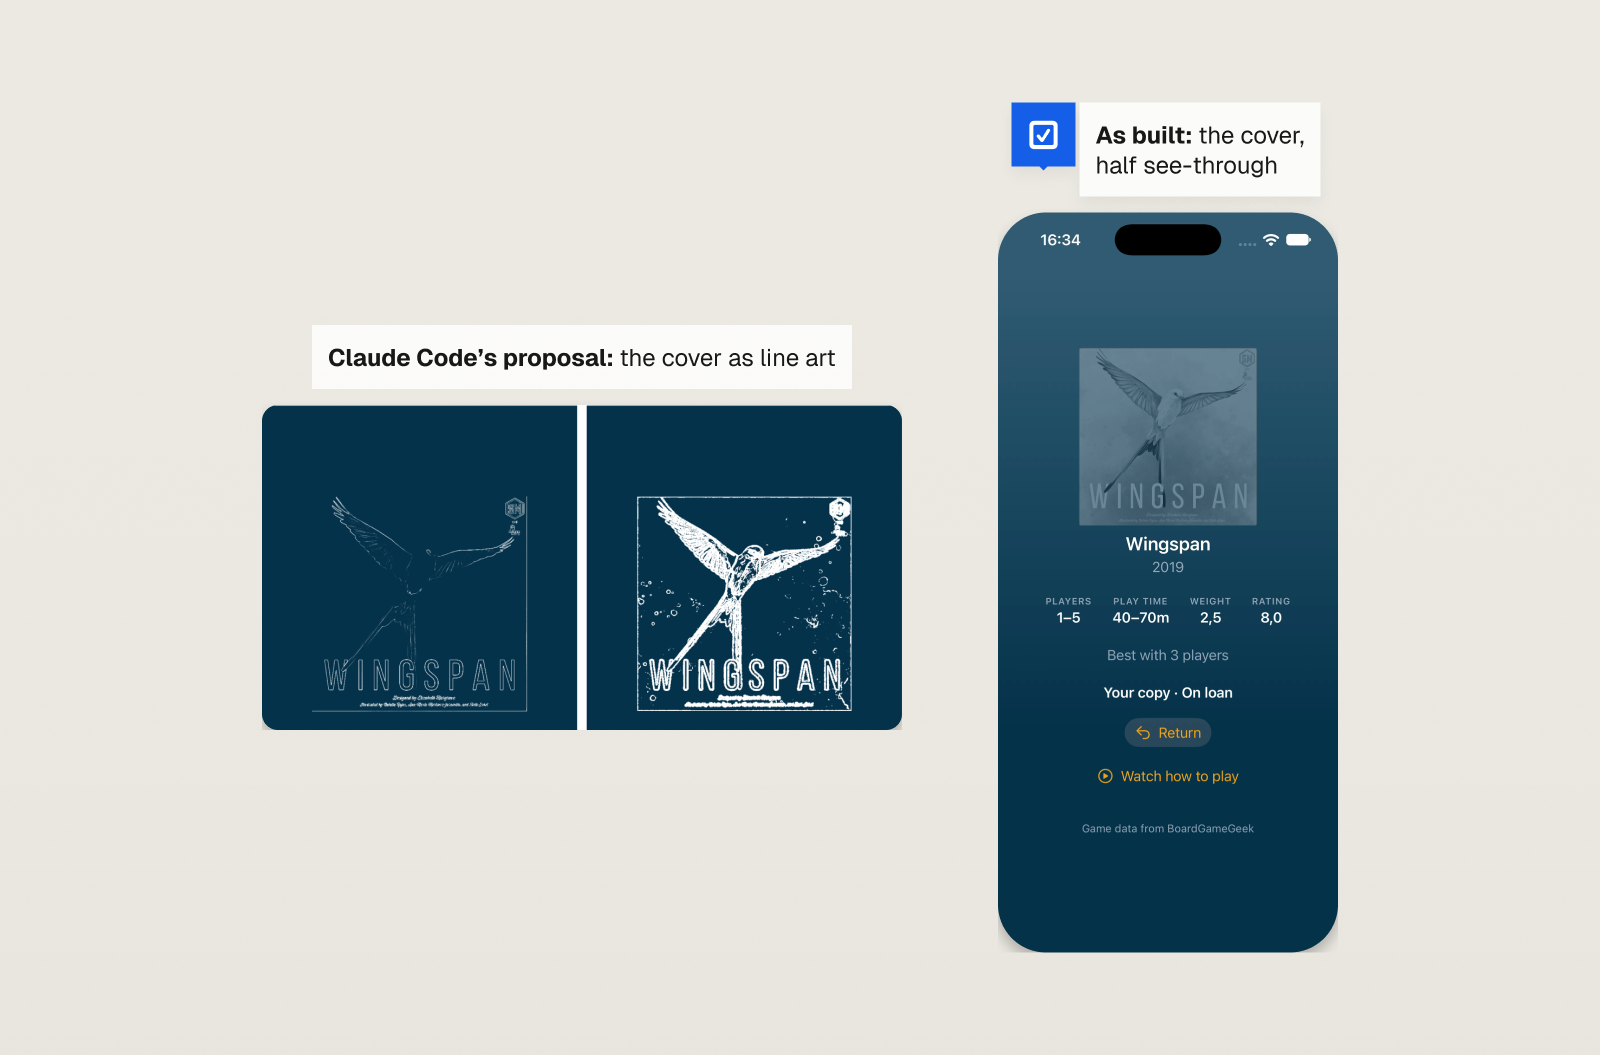 As built: the cover,
half see-through
Claude Code's proposal: the cover as line art
WINGSPAN
WINGSPAN
16:34
WINGSPAN
Wingspan
2019
PLAYERS PLAY TIME WEIGHT RATING
1–5 40–70m 2,5 8,0
Best with 3 players
Your copy · On loan
Return
Watch how to play
Game data from BoardGameGeek